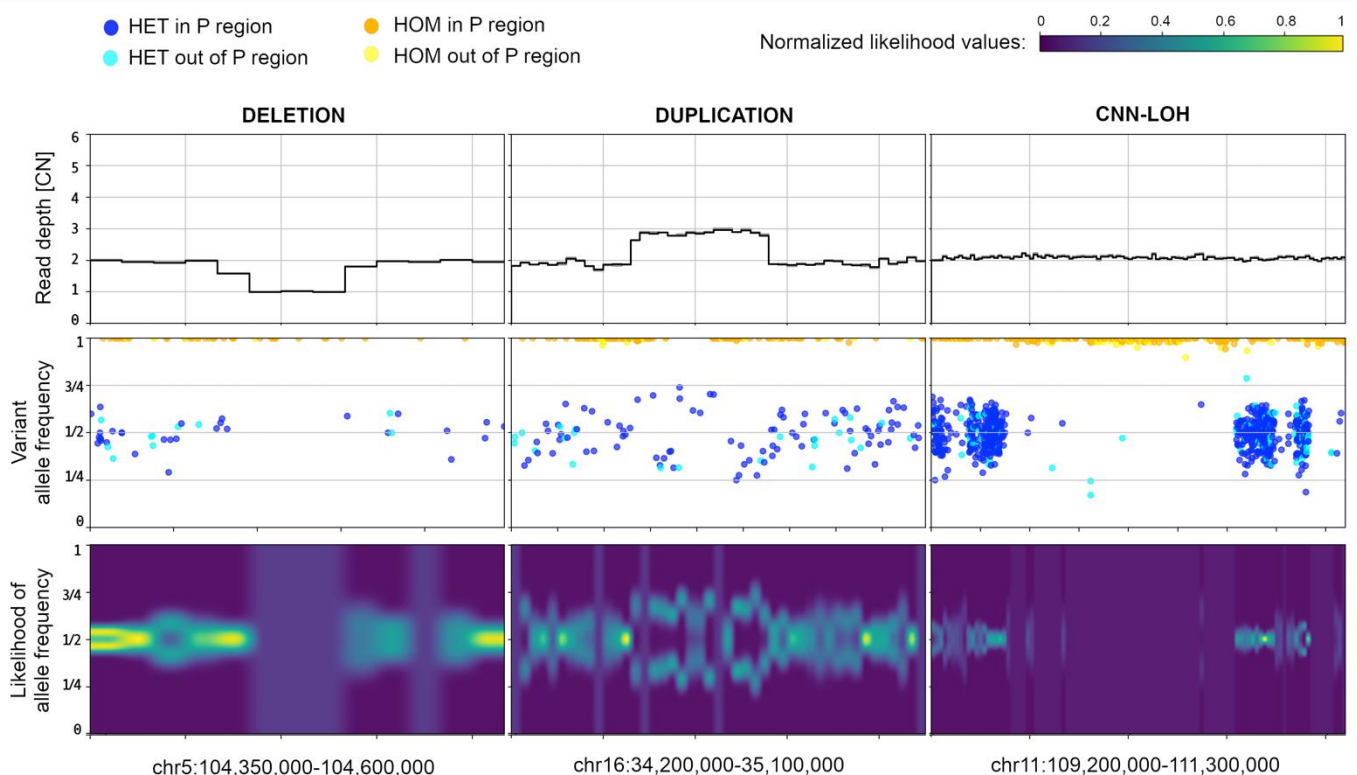 HET in P region
HOM in P region
HET out of P region
HOM out of P region
Normalized likelihood values:
0 0.2 0.4 0.6 0.8 1
DELETION
DUPLICATION
CNN-LOH
Read depth [CN]
6
5
4
3
2
1
0
Variant
allele frequency
1
3/4
1/2
1/4
0
Likelihood of
allele frequency
1
3/4
1/2
1/4
0
chr5:104,350,000-104,600,000
chr16:34,200,000-35,100,000
chr11:109,200,000-111,300,000